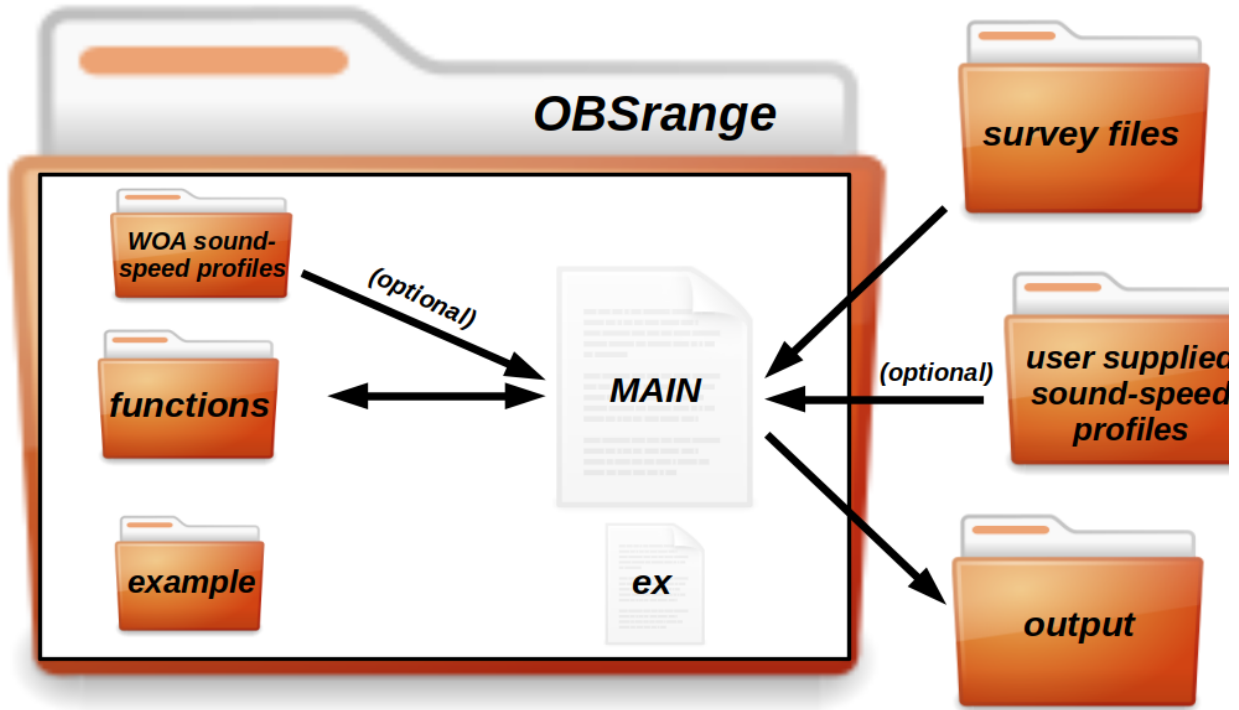 OBSrange
WOA sound-
speed profiles
(optional)
functions
MAIN
example
ex
survey files
(optional)
user supplied
sound-speed
profiles
output